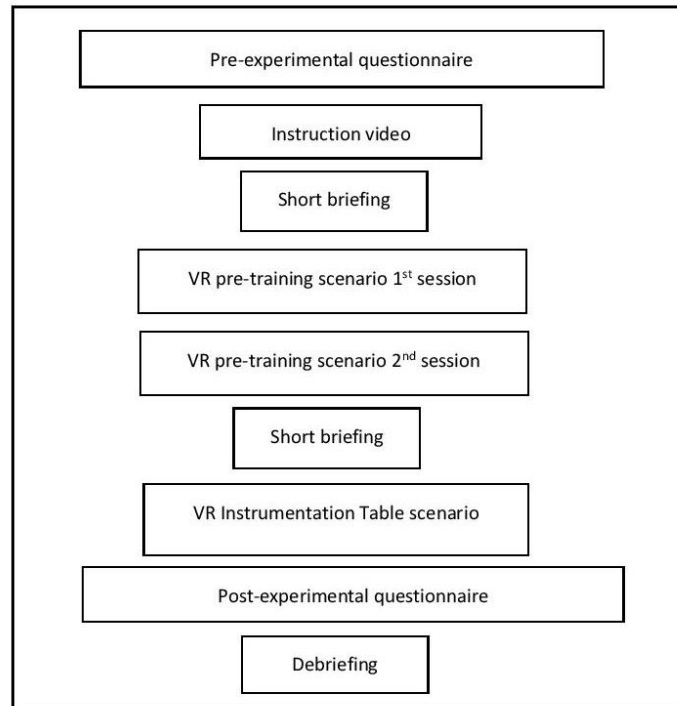 Pre-experimental questionnaire
Instruction video
Short briefing
VR pre-training scenario 1st session
VR pre-training scenario 2nd session
Short briefing
VR Instrumentation Table scenario
Post-experimental questionnaire
Debriefing